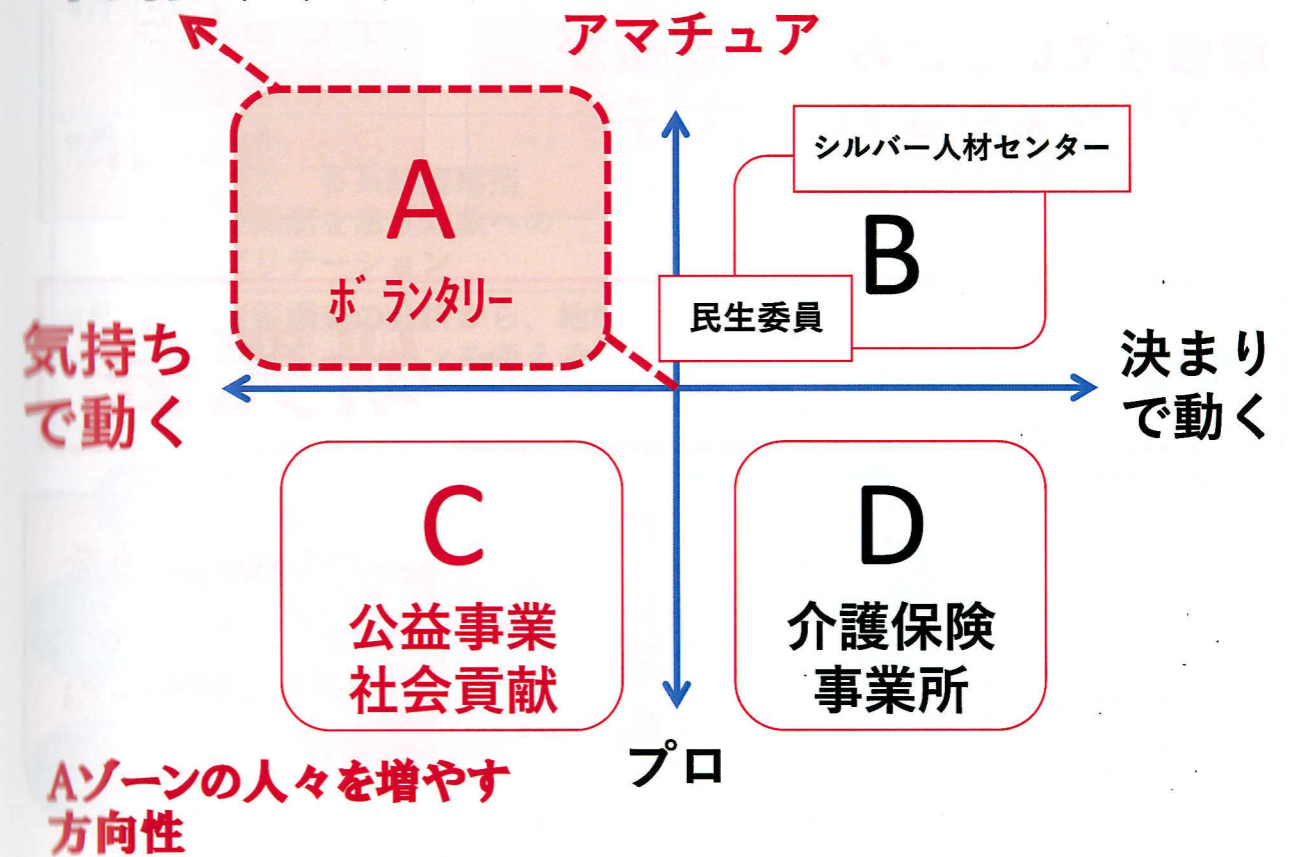 アマチュア
シルバー人材センター
A
B
ボランタリー
民生委員
気持ち
で動く
決まり
で動く
C
D
公益事業
社会貢献
介護保険
事業所
プロ
Aゾーンの人々を増やす
方向性